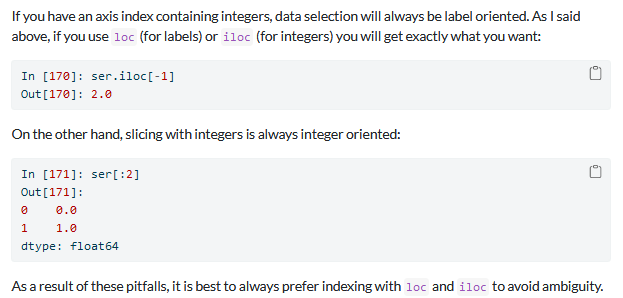 If you have an axis index containing integers, data selection will always be label oriented. As I said
above, if you use loc (for labels) or iloc (for integers) you will get exactly what you want:
In [170]: ser.iloc[-1]
Out[170]: 2.0
On the other hand, slicing with integers is always integer oriented:
In [171]: ser[:2]
Out[171]:
0    0.0
1    1.0
dtype: float64
As a result of these pitfalls, it is best to always prefer indexing with loc and iloc to avoid ambiguity.